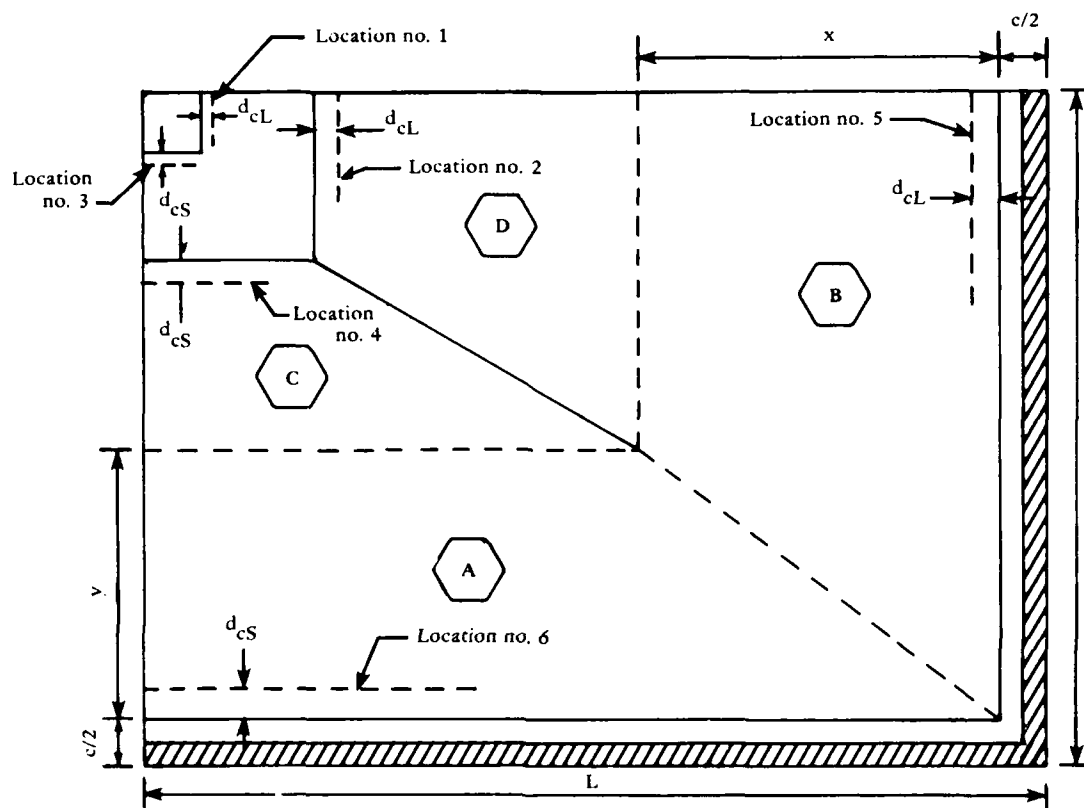 c/2
x
Location no. 1
d_cL
d_cL
Location no. 5
Location no. 2
Location
no. 3
d_cS
d_cL
D
B
d_cS
Location
no. 4
C
y
A
d_cS
Location no. 6
c/2
L